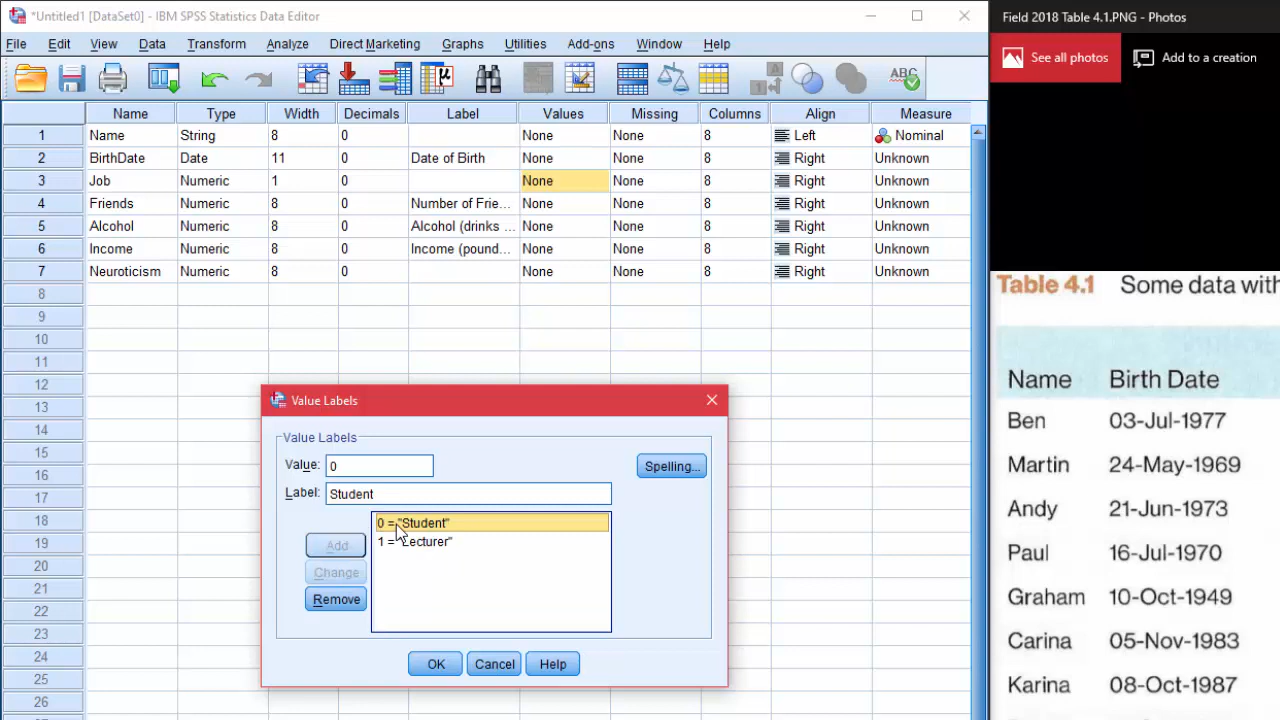 *Untitled1 [DataSet0] - IBM SPSS Statistics Data Editor
File Edit View Data Transform Analyze Direct Marketing Graphs Utilities Add-ons Window Help
Name Type Width Decimals Label Values Missing Columns Align Measure
1 Name String 8 0 None None 8 Left Nominal
2 BirthDate Date 11 0 Date of Birth None None 8 Right Unknown
3 Job Numeric 1 0 None None 8 Right Unknown
4 Friends Numeric 8 0 Number of Frie... None None 8 Right Unknown
5 Alcohol Numeric 8 0 Alcohol (drinks ... None None 8 Right Unknown
6 Income Numeric 8 0 Income (pound... None None 8 Right Unknown
7 Neuroticism Numeric 8 0 None None 8 Right Unknown
8
9
10
11
12
13
14
15
16
17
18
19
20
21
22
23
24
25
26
Value Labels
Value Labels
Value: 0
Spelling...
Label: Student
0 = "Student"
1 = "Lecturer"
Add
Change
Remove
OK Cancel Help
Field 2018 Table 4.1.PNG - Photos
See all photos Add to a creation
Table 4.1 Some data with
Name Birth Date
Ben 03-Jul-1977
Martin 24-May-1969
Andy 21-Jun-1973
Paul 16-Jul-1970
Graham 10-Oct-1949
Carina 05-Nov-1983
Karina 08-Oct-1987